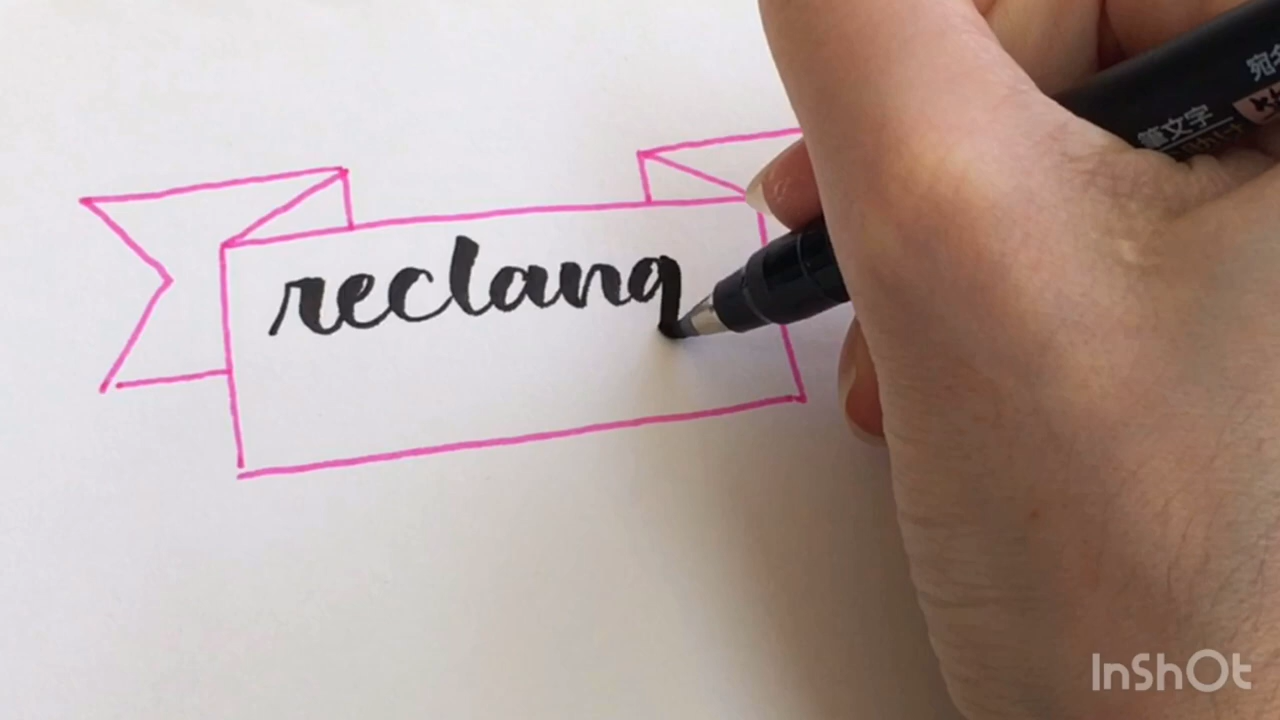 reclang
筆文字
InShOt